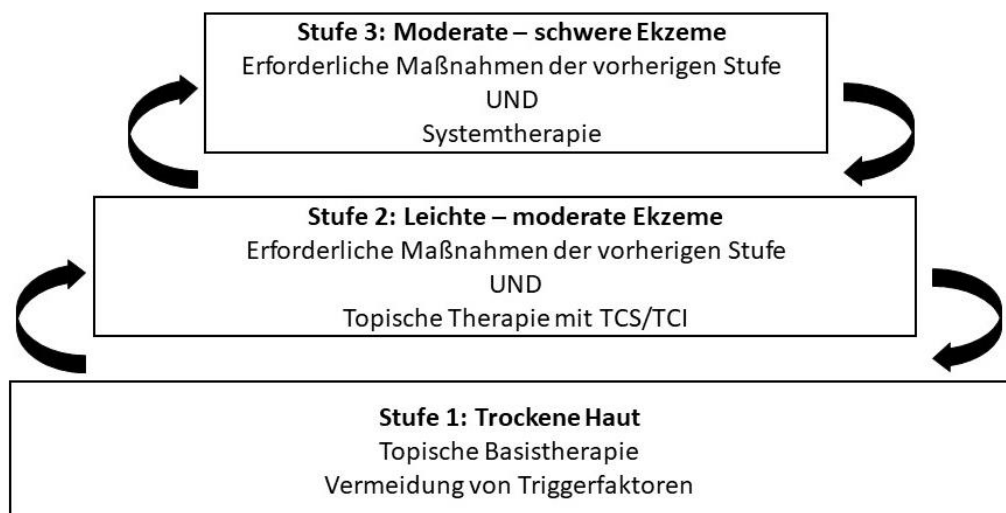 Stufe 3: Moderate – schwere Ekzeme
Erforderliche Maßnahmen der vorherigen Stufe
UND
Systemtherapie
Stufe 2: Leichte – moderate Ekzeme
Erforderliche Maßnahmen der vorherigen Stufe
UND
Topische Therapie mit TCS/TCI
Stufe 1: Trockene Haut
Topische Basistherapie
Vermeidung von Triggerfaktoren